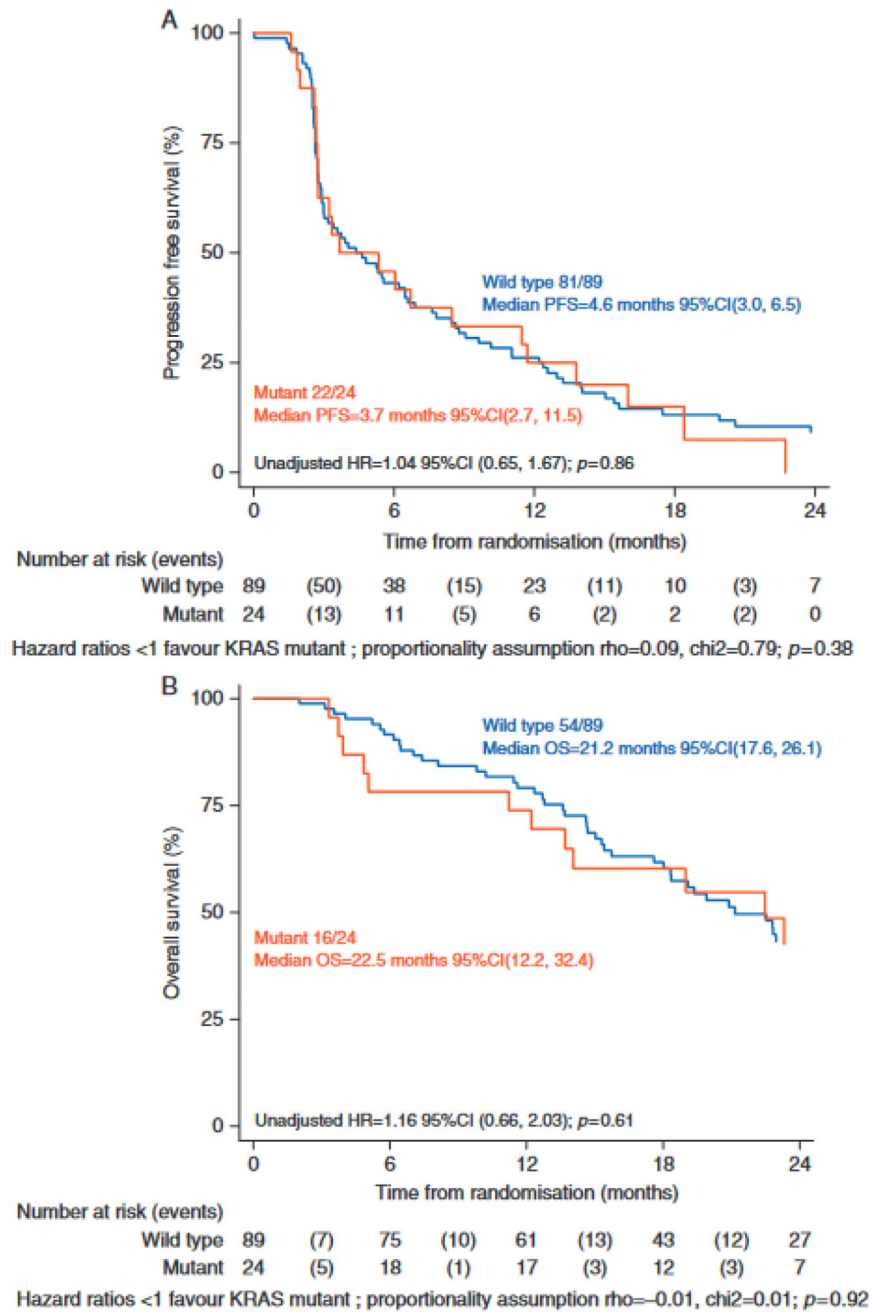 A
100
75
50
25
0
Progression free survival (%)
Wild type 81/89
Median PFS=4.6 months 95%CI(3.0, 6.5)
Mutant 22/24
Median PFS=3.7 months 95%CI(2.7, 11.5)
Unadjusted HR=1.04 95%CI (0.65, 1.67); p=0.86
0 6 12 18 24
Time from randomisation (months)
Number at risk (events)
Wild type 89 (50) 38 (15) 23 (11) 10 (3) 7
Mutant 24 (13) 11 (5) 6 (2) 2 (2) 0
Hazard ratios <1 favour KRAS mutant ; proportionality assumption rho=0.09, chi2=0.79; p=0.38
B
100
75
50
25
0
Overall survival (%)
Wild type 54/89
Median OS=21.2 months 95%CI(17.6, 26.1)
Mutant 16/24
Median OS=22.5 months 95%CI(12.2, 32.4)
Unadjusted HR=1.16 95%CI (0.66, 2.03); p=0.61
0 6 12 18 24
Time from randomisation (months)
Number at risk (events)
Wild type 89 (7) 75 (10) 61 (13) 43 (12) 27
Mutant 24 (5) 18 (1) 17 (3) 12 (3) 7
Hazard ratios <1 favour KRAS mutant ; proportionality assumption rho=–0.01, chi2=0.01; p=0.92